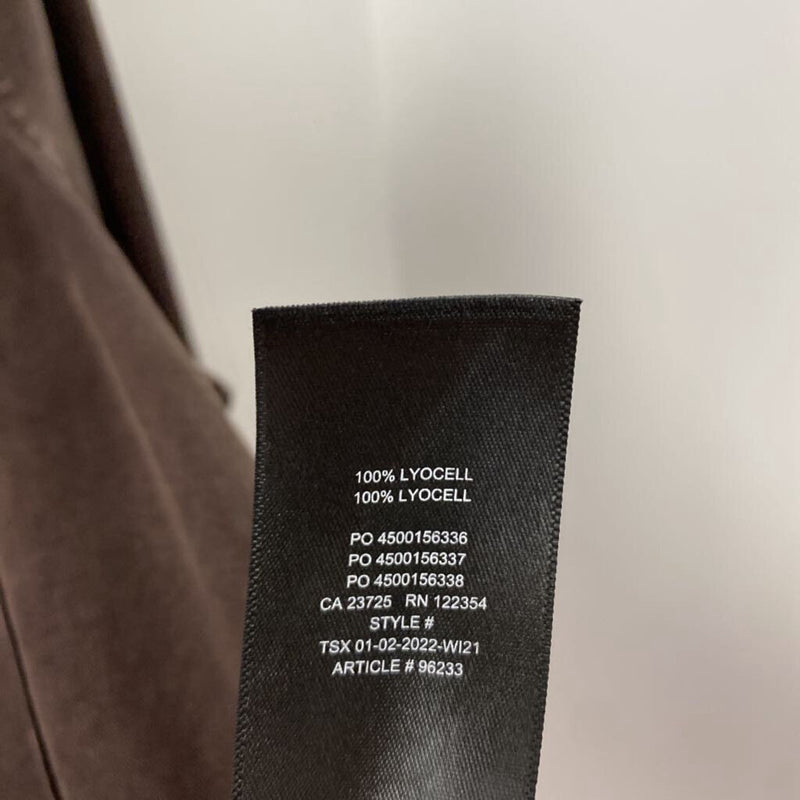 100% LYOCELL
100% LYOCELL
PO 4500156336
PO 4500156337
PO 4500156338
CA 23725 RN 122354
STYLE #
TSX 01-02-2022-WI21
ARTICLE # 96233